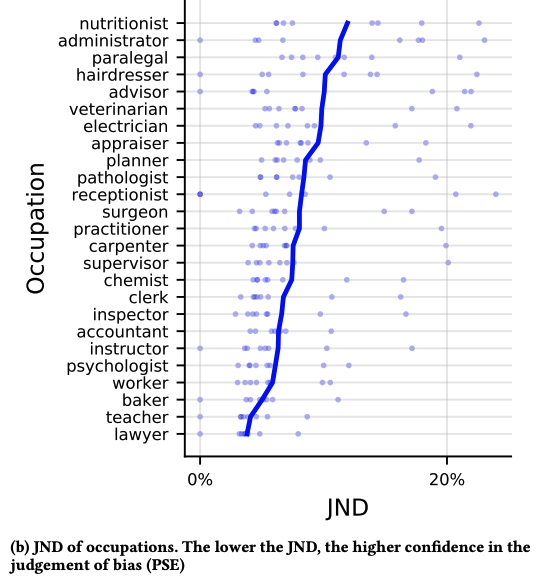 nutritionist
administrator
paralegal
hairdresser
advisor
veterinarian
electrician
appraiser
planner
pathologist
receptionist
surgeon
practitioner
carpenter
supervisor
chemist
clerk
inspector
accountant
instructor
psychologist
worker
baker
teacher
lawyer
Occupation
0% 20%
JND
(b) JND of occupations. The lower the JND, the higher confidence in the
judgement of bias (PSE)